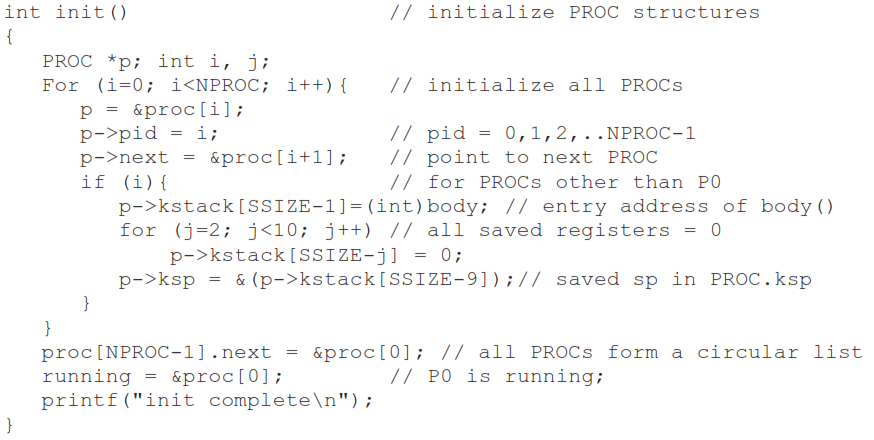 int init()                      // initialize PROC structures
{
   PROC *p; int i, j;
   For (i=0; i<NPROC; i++){   // initialize all PROCs
      p = &proc[i];
      p->pid = i;              // pid = 0,1,2,..NPROC-1
      p->next = &proc[i+1];   // point to next PROC
      if (i){                  // for PROCs other than P0
         p->kstack[SSIZE-1]=(int)body; // entry address of body()
         for (j=2; j<10; j++) // all saved registers = 0
             p->kstack[SSIZE-j] = 0;
         p->ksp = &(p->kstack[SSIZE-9]);// saved sp in PROC.ksp
      }
   }
   proc[NPROC-1].next = &proc[0]; // all PROCs form a circular list
   running = &proc[0];        // P0 is running;
   printf("init complete\n");
}